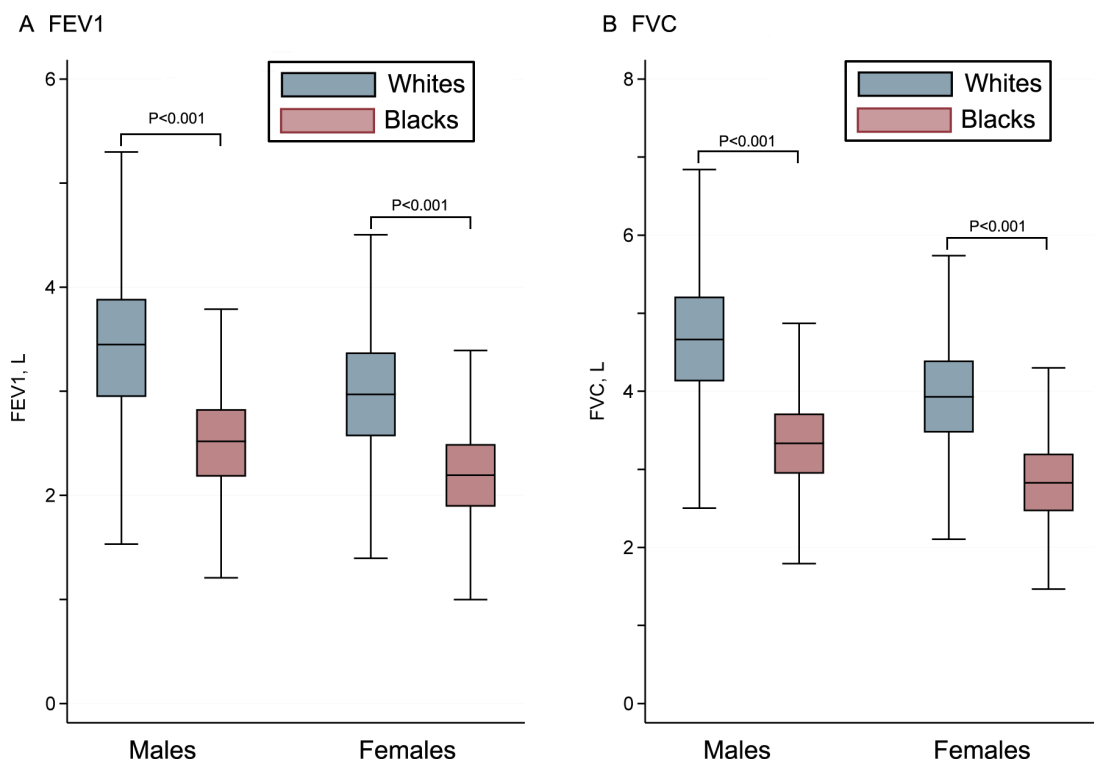 A FEV1
Whites
Blacks
P<0.001
P<0.001
FEV1, L
6
4
2
0
Males Females
B FVC
Whites
Blacks
P<0.001
P<0.001
FVC, L
8
6
4
2
0
Males Females